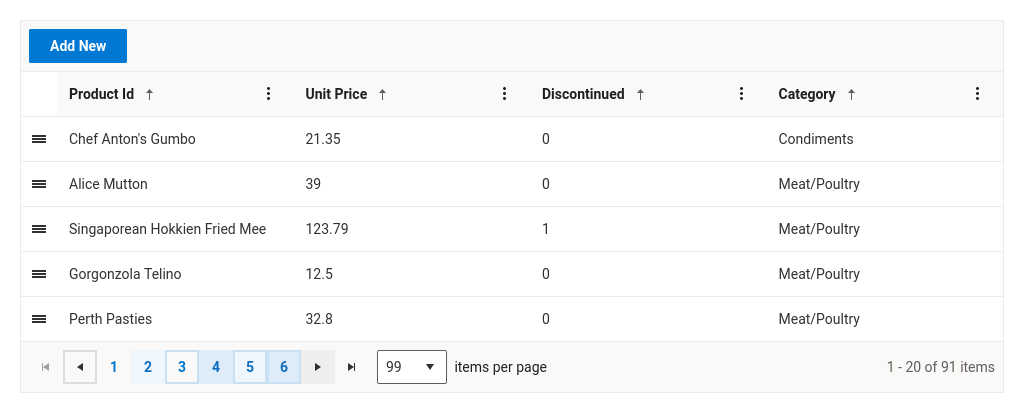 Add New
Product Id Unit Price Discontinued Category
Chef Anton's Gumbo 21.35 0 Condiments
Alice Mutton 39 0 Meat/Poultry
Singaporean Hokkien Fried Mee 123.79 1 Meat/Poultry
Gorgonzola Telino 12.5 0 Meat/Poultry
Perth Pasties 32.8 0 Meat/Poultry
1 2 3 4 5 6 99 items per page 1 - 20 of 91 items